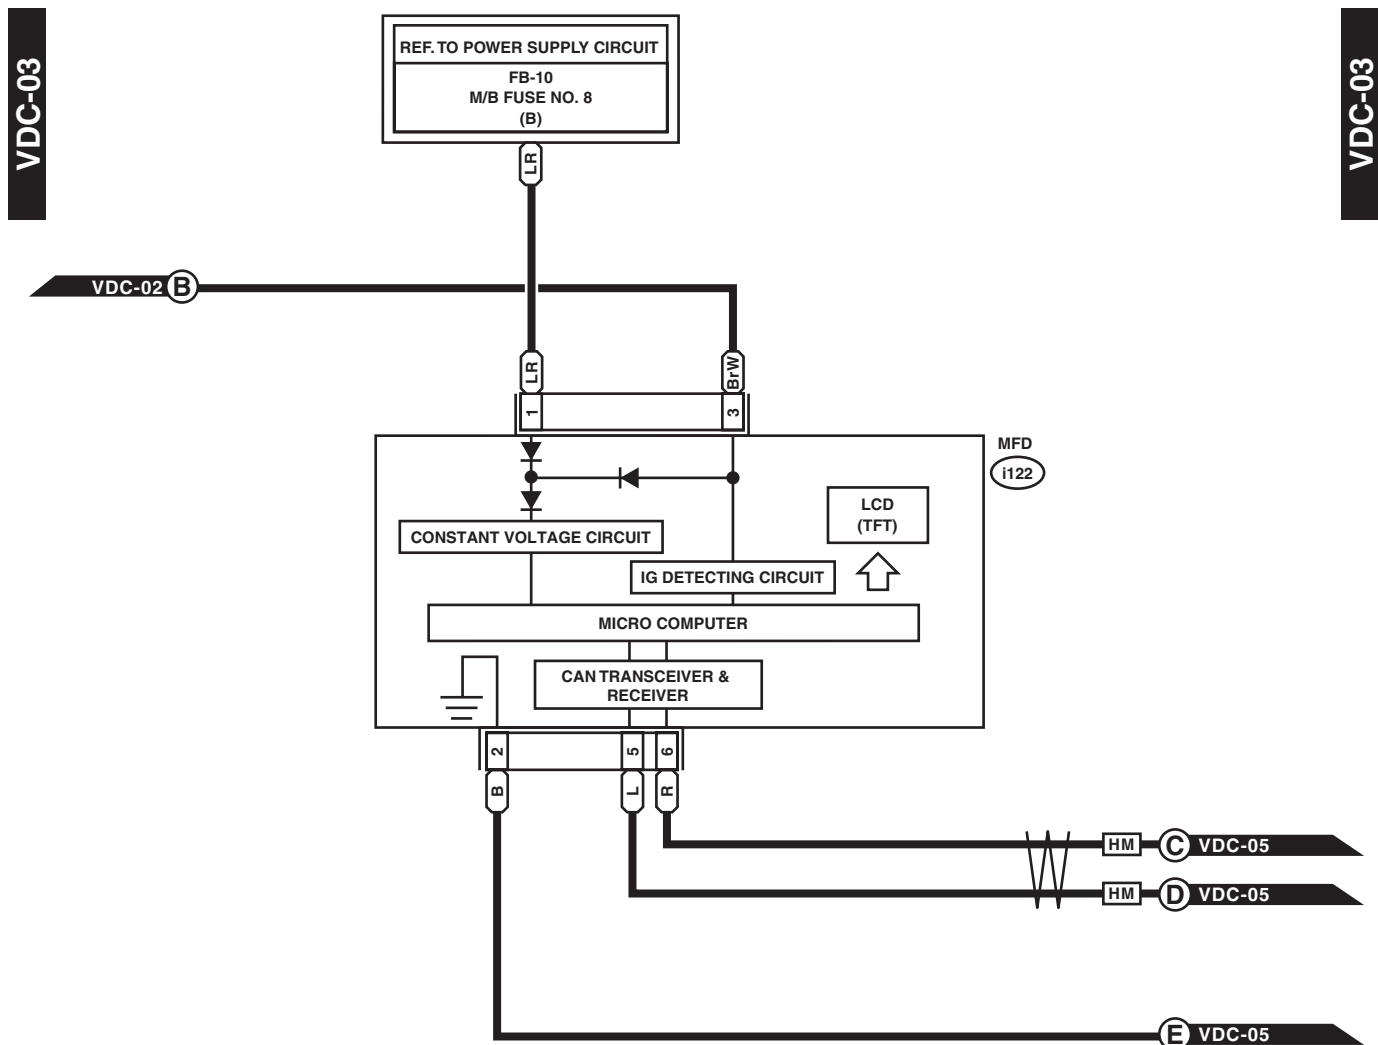 VDC-03
VDC-03
REF. TO POWER SUPPLY CIRCUIT
FB-10
M/B FUSE NO. 8
(B)
LR
VDC-02 B
LR
BrW
1
3
MFD
i122
LCD
(TFT)
CONSTANT VOLTAGE CIRCUIT
IG DETECTING CIRCUIT
MICRO COMPUTER
CAN TRANSCEIVER &
RECEIVER
2
5
6
B
L
R
HM C VDC-05
HM D VDC-05
E VDC-05